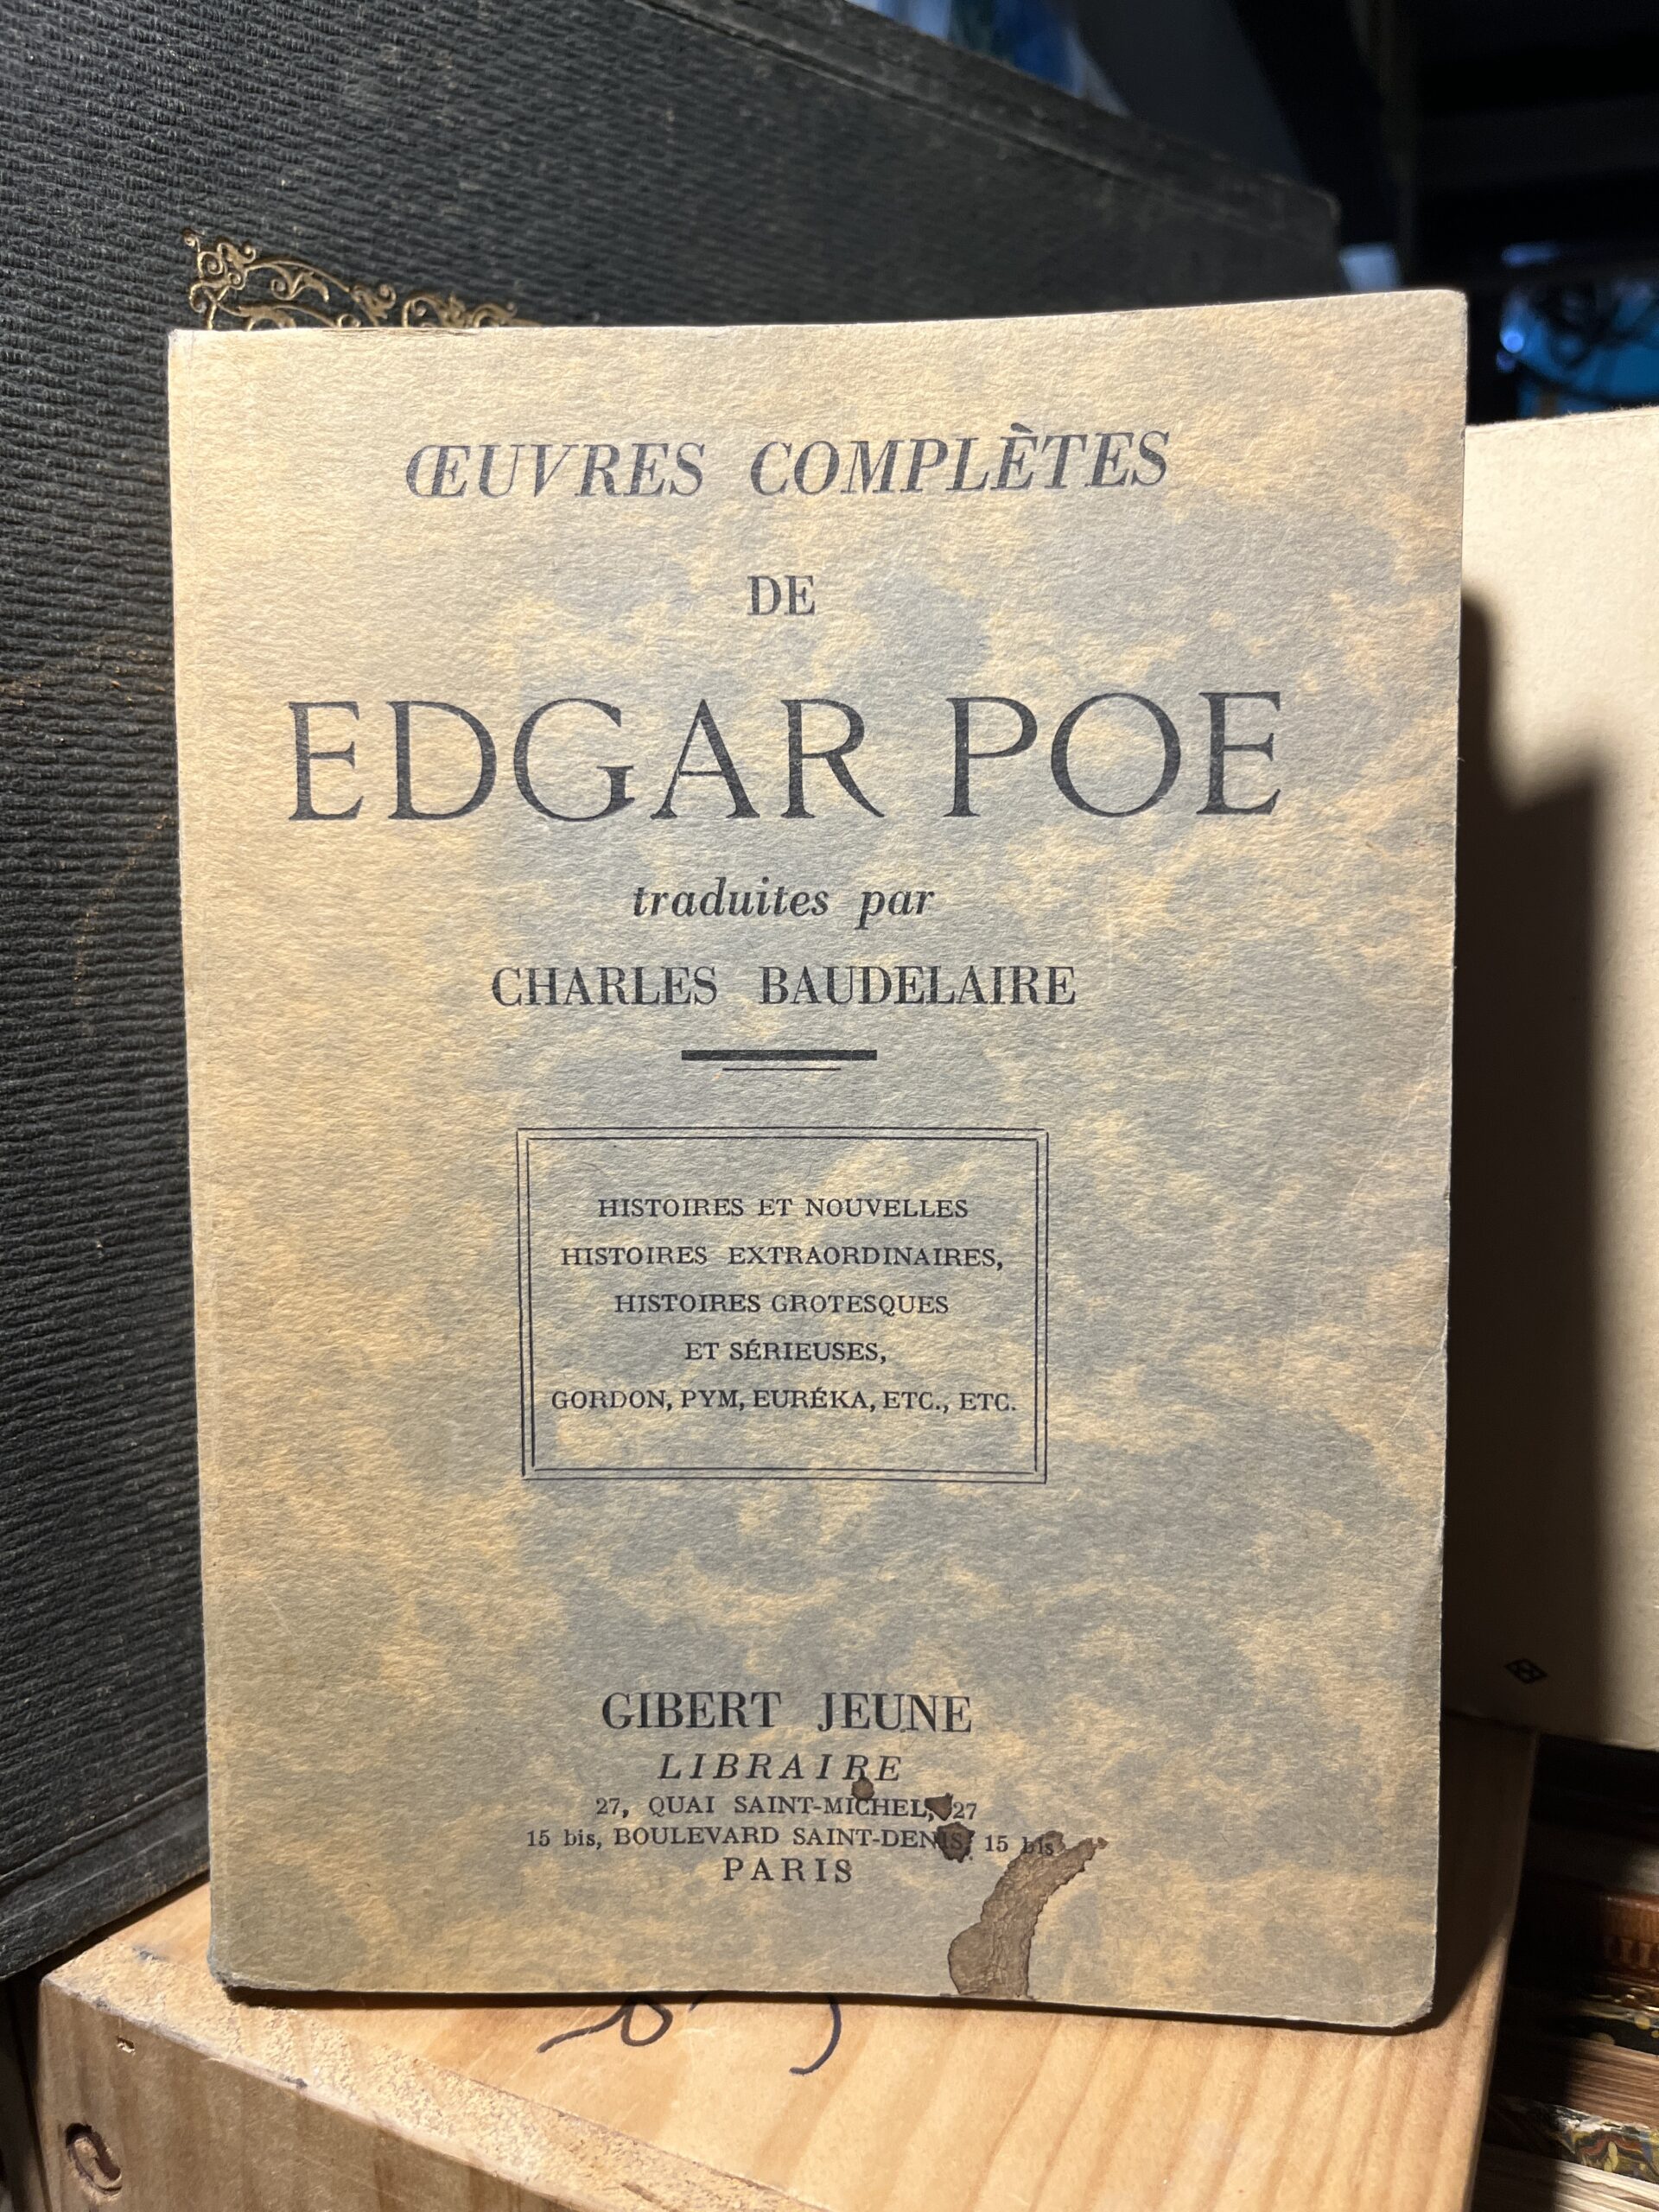 ŒUVRES COMPLÈTES
DE
EDGAR POE
traduites par
CHARLES BAUDELAIRE
HISTOIRES ET NOUVELLES
HISTOIRES EXTRAORDINAIRES,
HISTOIRES GROTESQUES
ET SÉRIEUSES,
GORDON, PYM, EURÉKA, ETC., ETC.
GIBERT JEUNE
LIBRAIRE
27, QUAI SAINT-MICHEL, 27
15 bis, BOULEVARD SAINT-DENIS, 15 bis
PARIS